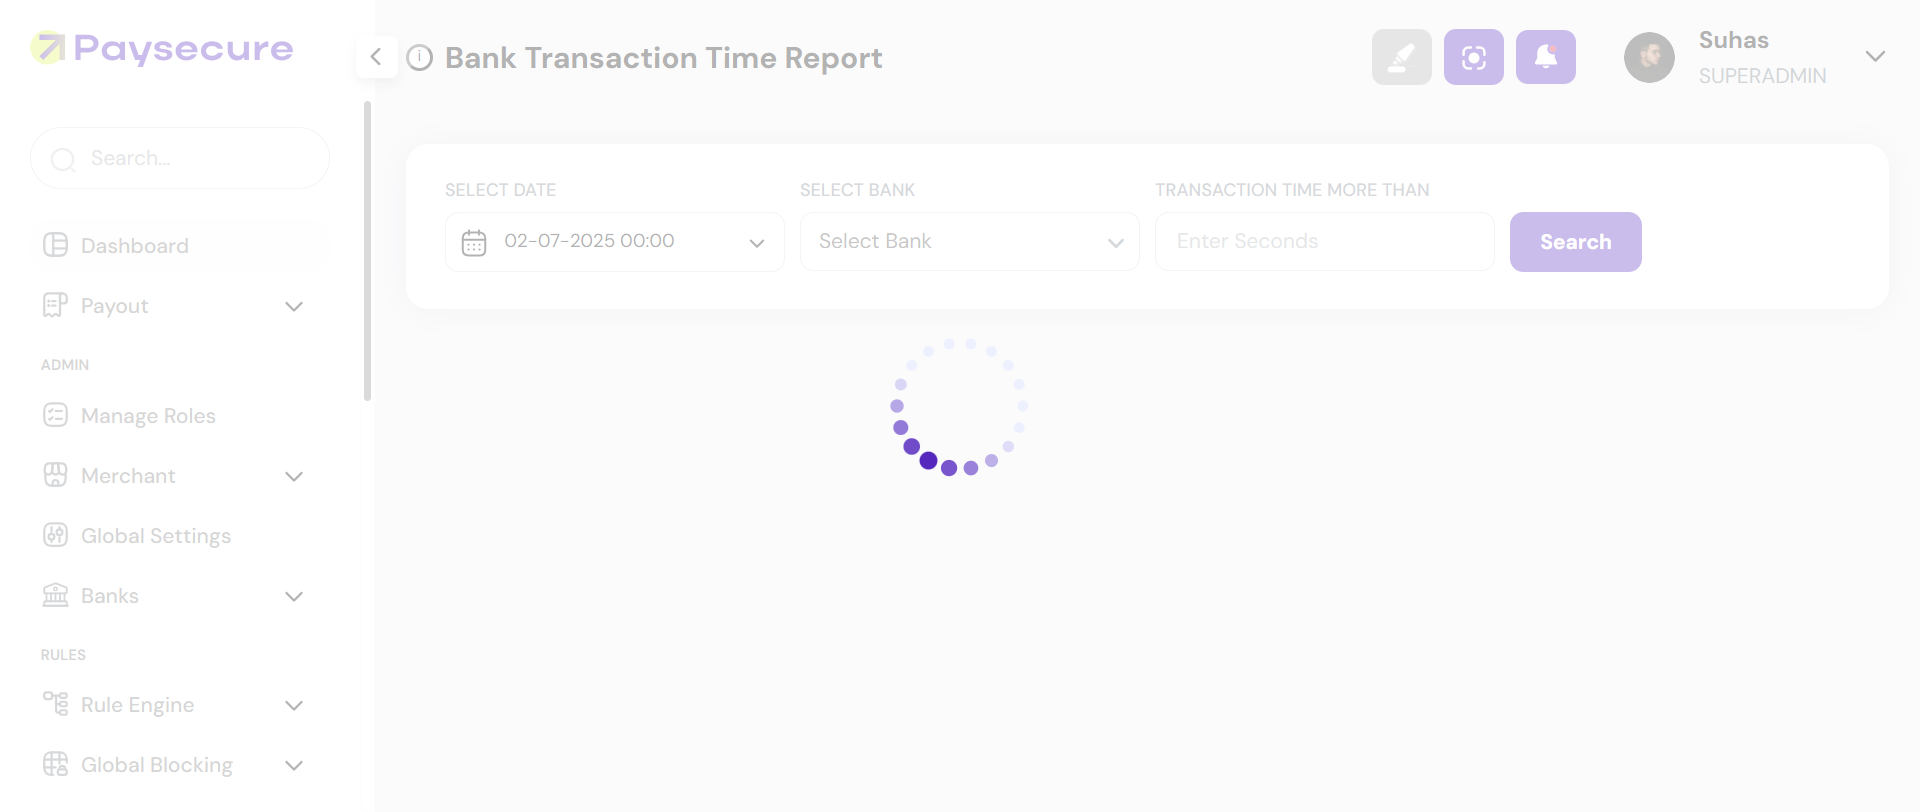 Paysecure
Bank Transaction Time Report
Suhas
SUPERADMIN
Search...
Dashboard
Payout
ADMIN
Manage Roles
Merchant
Global Settings
Banks
RULES
Rule Engine
Global Blocking
SELECT DATE
02-07-2025 00:00
SELECT BANK
Select Bank
TRANSACTION TIME MORE THAN
Enter Seconds
Search